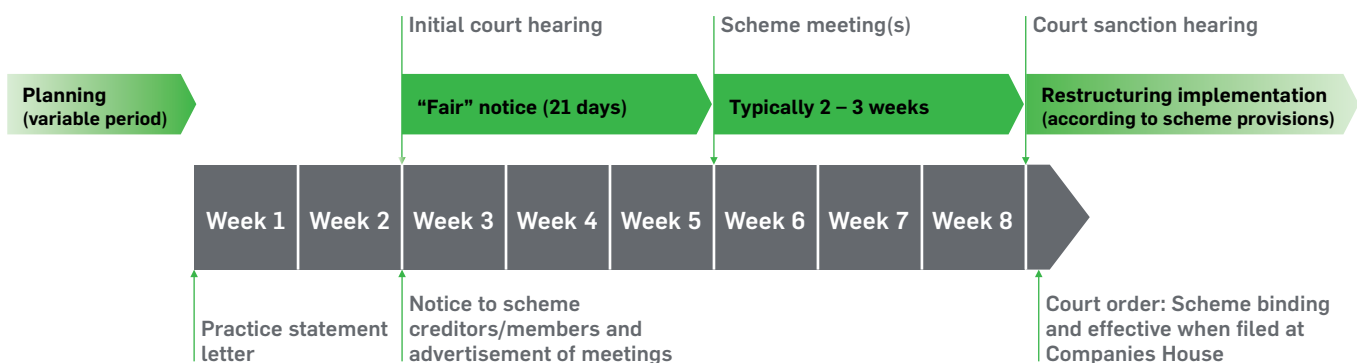 Initial court hearing
Scheme meeting(s)
Court sanction hearing
Planning
(variable period)
“Fair” notice (21 days)
Typically 2 – 3 weeks
Restructuring implementation
(according to scheme provisions)
Week 1
Week 2
Week 3
Week 4
Week 5
Week 6
Week 7
Week 8
Practice statement
letter
Notice to scheme
creditors/members and
advertisement of meetings
Court order: Scheme binding
and effective when filed at
Companies House